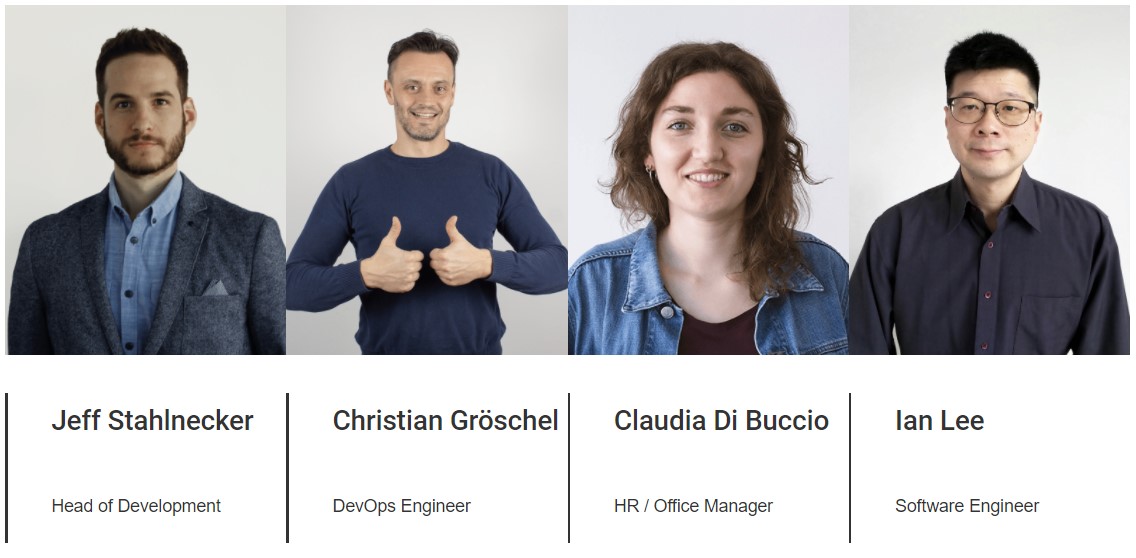 Jeff Stahlnecker
Christian Gröschel
Claudia Di Buccio
Ian Lee
Head of Development
DevOps Engineer
HR / Office Manager
Software Engineer